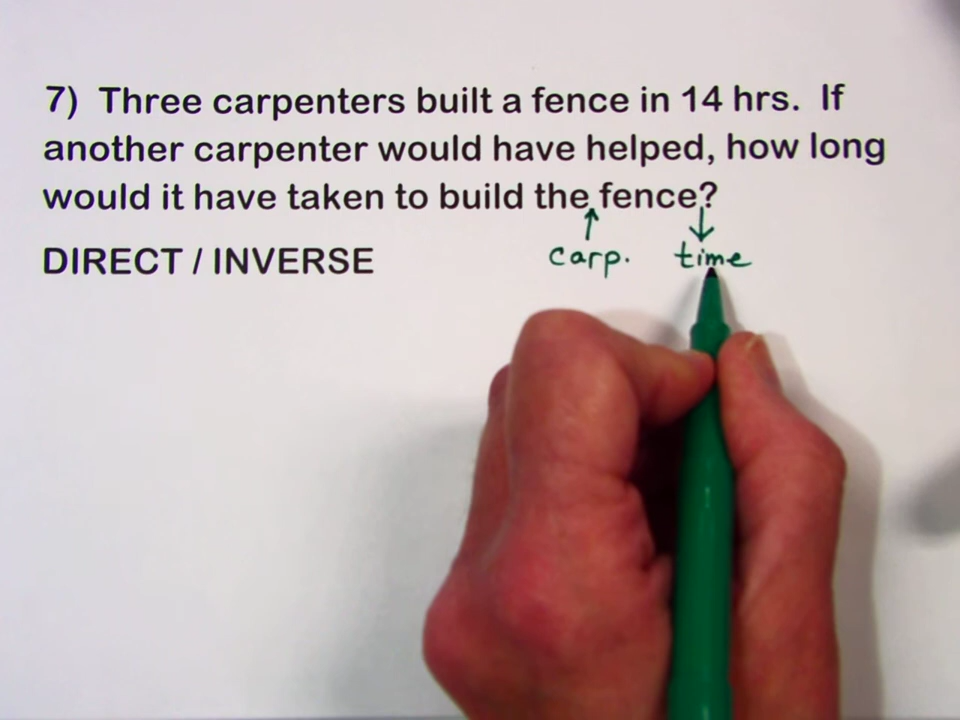 7) Three carpenters built a fence in 14 hrs. If
another carpenter would have helped, how long
would it have taken to build the fence?
↑ ↓
DIRECT / INVERSE carp. time